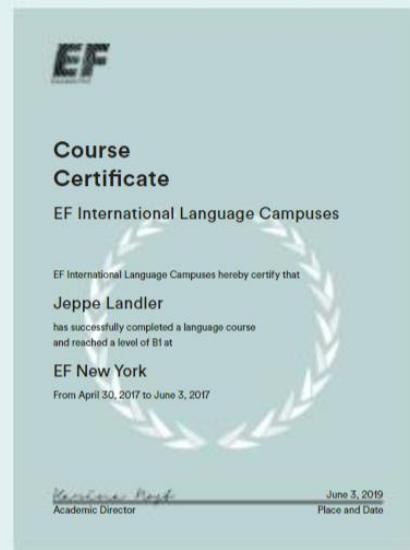 EF
Course
Certificate
EF International Language Campuses
EF International Language Campuses hereby certify that
Jeppe Landler
has successfully completed a language course
and reached a level of B1 at
EF New York
From April 30, 2017 to June 3, 2017
June 3, 2019
Academic Director
Place and Date